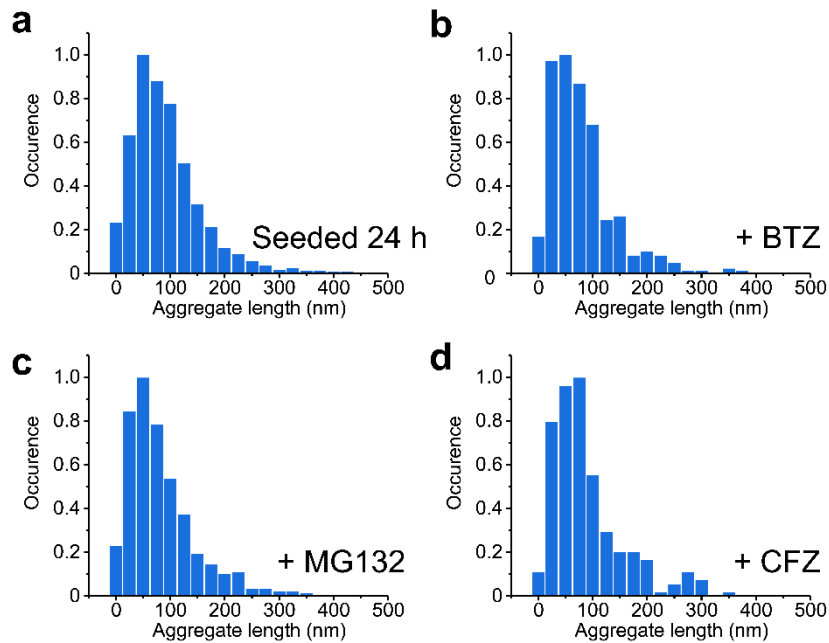 a
1.0
0.8
0.6
0.4
0.2
0
Occurence
Seeded 24 h
0 100 200 300 400 500
Aggregate length (nm)
b
1.0
0.8
0.6
0.4
0.2
0
Occurence
+ BTZ
0 100 200 300 400 500
Aggregate length (nm)
c
1.0
0.8
0.6
0.4
0.2
0
Occurence
+ MG132
0 100 200 300 400 500
Aggregate length (nm)
d
1.0
0.8
0.6
0.4
0.2
0
Occurence
+ CFZ
0 100 200 300 400 500
Aggregate length (nm)